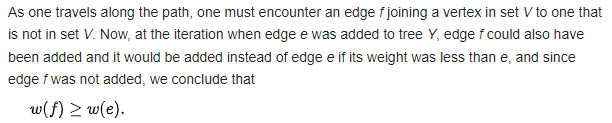 As one travels along the path, one must encounter an edge f joining a vertex in set V to one that
is not in set V. Now, at the iteration when edge e was added to tree Y, edge f could also have
been added and it would be added instead of edge e if its weight was less than e, and since
edge f was not added, we conclude that
w(f) ≥ w(e).